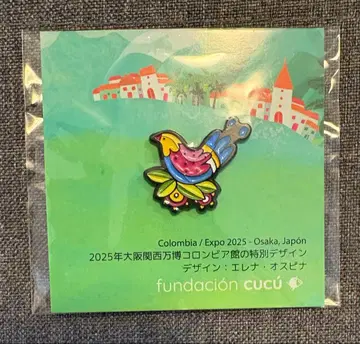 Colombia / Expo 2025 - Osaka, Japón
2025年大阪関西万博コロンビア館の特別デザイン
デザイン：エレナ・オスピナ
fundación cucú